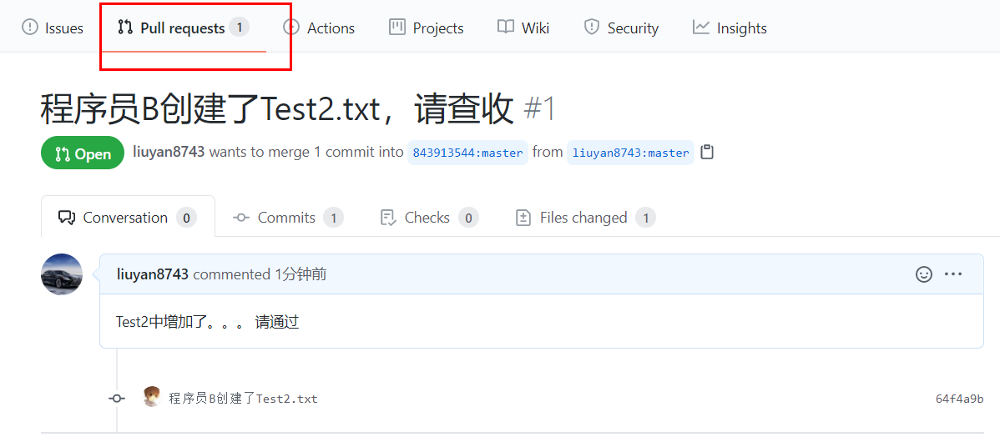 Issues Pull requests 1 Actions Projects Wiki Security Insights
程序员B创建了Test2.txt，请查收 #1
Open liuyan8743 wants to merge 1 commit into 843913544:master from liuyan8743:master
Conversation 0 Commits 1 Checks 0 Files changed 1
liuyan8743 commented 1分钟前
Test2中增加了。。。 请通过
程序员B创建了Test2.txt 64f4a9b